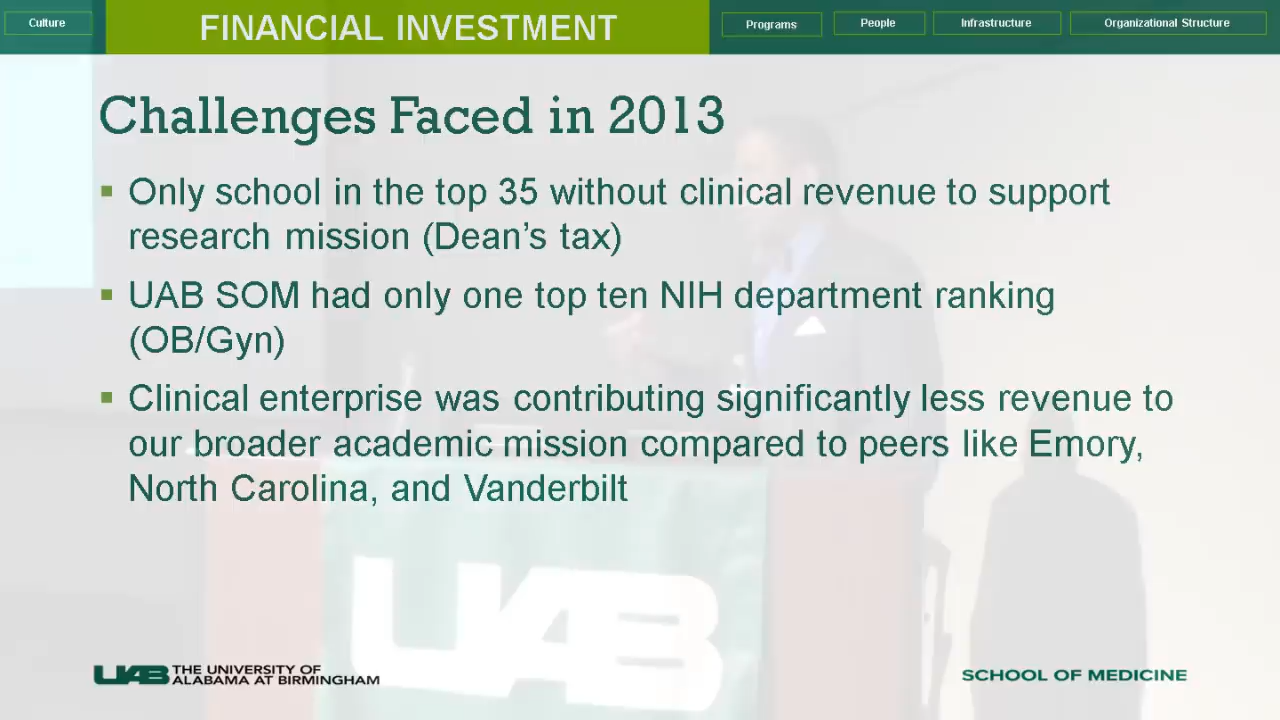 Culture
FINANCIAL INVESTMENT
Programs
People
Infrastructure
Organizational Structure
Challenges Faced in 2013
▪ Only school in the top 35 without clinical revenue to support
research mission (Dean's tax)
▪ UAB SOM had only one top ten NIH department ranking
(OB/Gyn)
▪ Clinical enterprise was contributing significantly less revenue to
our broader academic mission compared to peers like Emory,
North Carolina, and Vanderbilt
UAB
UAB THE UNIVERSITY OF
ALABAMA AT BIRMINGHAM
SCHOOL OF MEDICINE